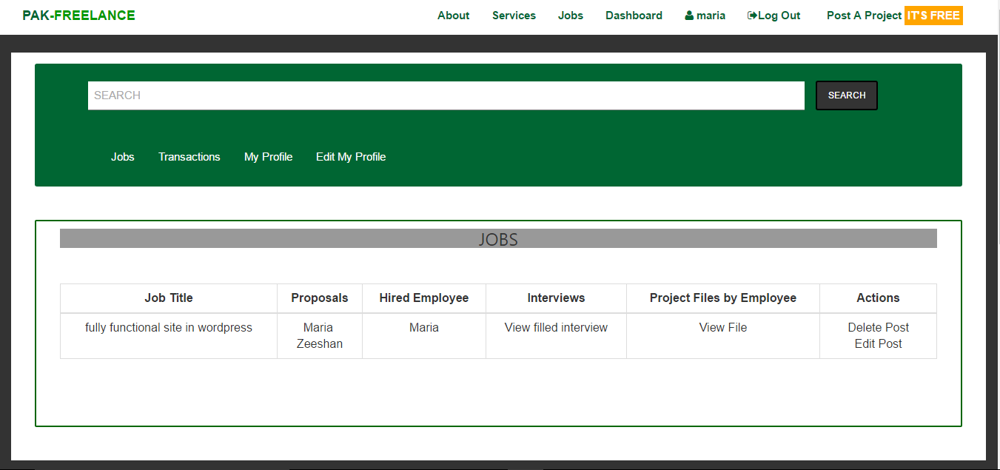 PAK-FREELANCE About Services Jobs Dashboard maria Log Out Post A Project IT'S FREE
SEARCH SEARCH
Jobs Transactions My Profile Edit My Profile
JOBS
Job Title Proposals Hired Employee Interviews Project Files by Employee Actions
fully functional site in wordpress Maria Maria View filled interview View File Delete Post
Zeeshan Edit Post